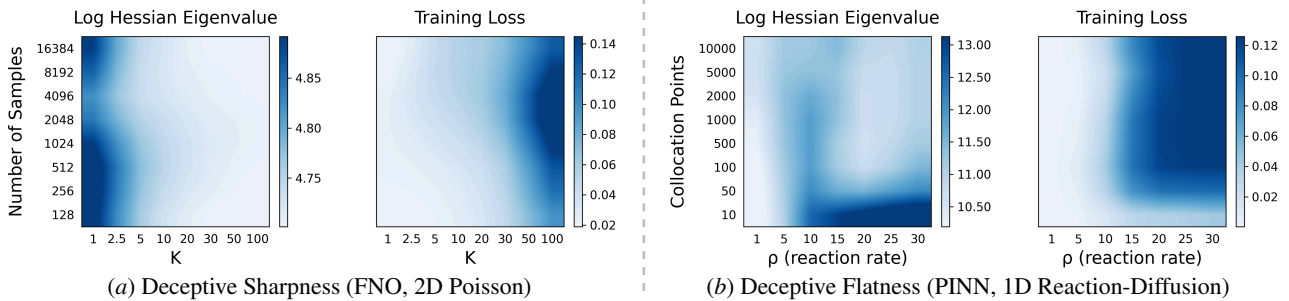 Log Hessian Eigenvalue
Training Loss
Number of Samples
16384
8192
4096
2048
1024
512
256
128
1 2.5 5 10 20 30 50 100
K
4.85
4.80
4.75
1 2.5 5 10 20 30 50 100
K
0.14
0.12
0.10
0.08
0.06
0.04
0.02
(a) Deceptive Sharpness (FNO, 2D Poisson)
Log Hessian Eigenvalue
Training Loss
Collocation Points
10000
5000
2000
1000
500
100
50
10
1 5 10 15 20 25 30
ρ (reaction rate)
13.00
12.50
12.00
11.50
11.00
10.50
1 5 10 15 20 25 30
ρ (reaction rate)
0.12
0.10
0.08
0.06
0.04
0.02
(b) Deceptive Flatness (PINN, 1D Reaction-Diffusion)